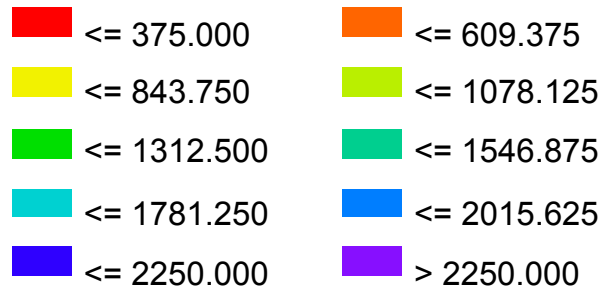 <= 375.000 <= 609.375
<= 843.750 <= 1078.125
<= 1312.500 <= 1546.875
<= 1781.250 <= 2015.625
<= 2250.000 > 2250.000